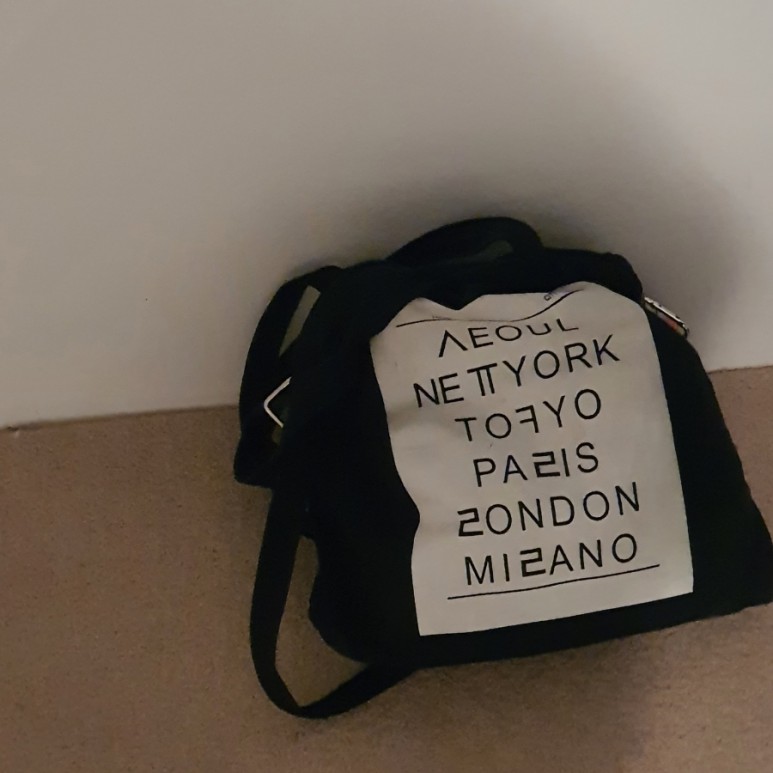 ㅅEOUL
NEㅠYORK
TOㅋYO
PAㄹIS
ㄹONDON
MIㄹANO